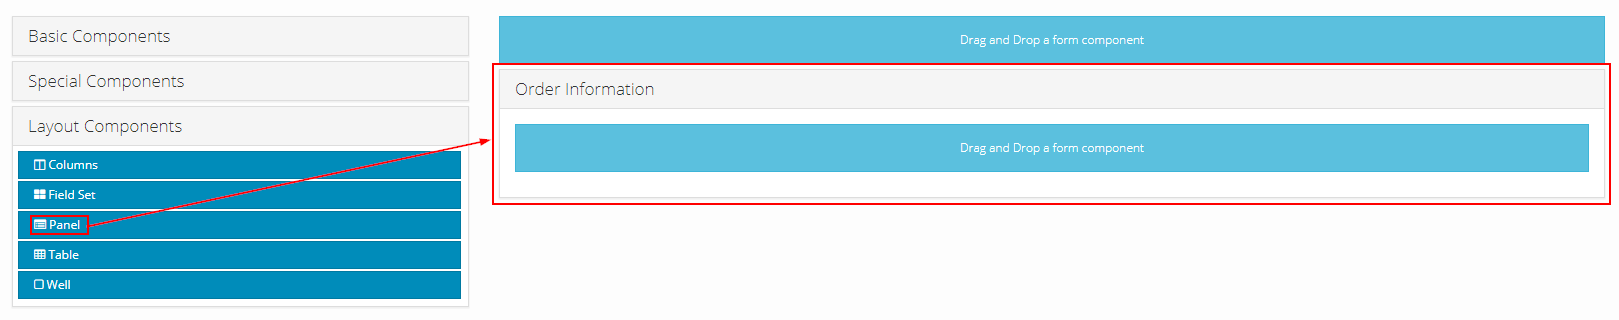 Basic Components
Special Components
Layout Components
Columns
Field Set
Panel
Table
Well
Drag and Drop a form component
Order Information
Drag and Drop a form component